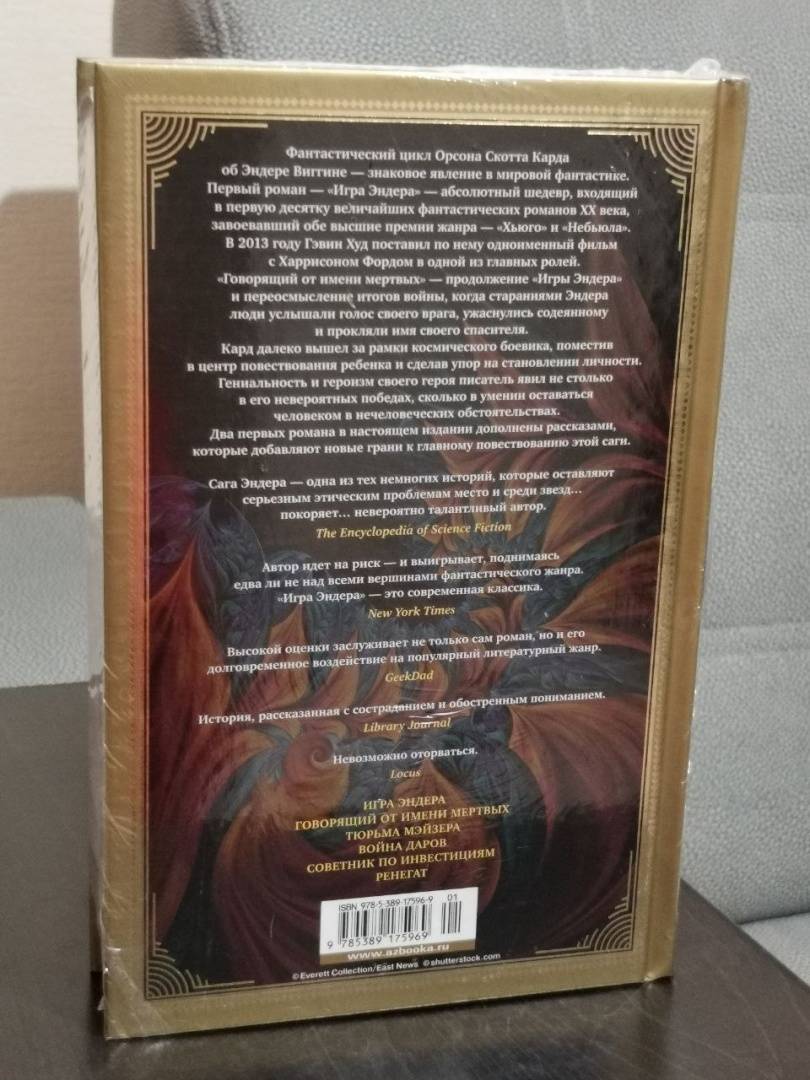 Фантастический цикл Орсона Скотта Карда
об Эндере Виггине — знаковое явление в мировой фантастике.
Первый роман — «Игра Эндера» — абсолютный шедевр, входящий
в первую десятку величайших фантастических романов XX века,
завоевавший обе высшие премии жанра — «Хьюго» и «Небьюла».
В 2013 году Гэвин Худ поставил по нему одноименный фильм
с Харрисоном Фордом в одной из главных ролей.
«Говорящий от имени мертвых» — продолжение «Игры Эндера»
и переосмысление итогов войны, когда стараниями Эндера
люди услышали голос своего врага, ужаснулись содеянному
и прокляли имя своего спасителя.
Кард далеко вышел за рамки космического боевика, поместив
в центр повествования ребенка и сделав упор на становлении личности.
Гениальность и героизм своего героя писатель явил не столько
в его невероятных победах, сколько в умении оставаться
человеком в нечеловеческих обстоятельствах.
Два первых романа в настоящем издании дополнены рассказами,
которые добавляют новые грани к главному повествованию этой саги.
Сага Эндера — одна из тех немногих историй, которые оставляют
серьезным этическим проблемам место и среди звезд...
покоряет... невероятно талантливый автор.
The Encyclopedia of Science Fiction
Автор идет на риск — и выигрывает, поднимаясь
едва ли не над всеми вершинами фантастического жанра.
«Игра Эндера» — это современная классика.
New York Times
Высокой оценки заслуживает не только сам роман, но и его
долговременное воздействие на популярный литературный жанр.
GeekDad
История, рассказанная с состраданием и обостренным пониманием.
Library Journal
Невозможно оторваться.
Locus
ИГРА ЭНДЕРА
ГОВОРЯЩИЙ ОТ ИМЕНИ МЕРТВЫХ
ТЮРЬМА МЭЙЗЕРА
ВОЙНА ДАРОВ
СОВЕТНИК ПО ИНВЕСТИЦИЯМ
РЕНЕГАТ
ISBN 978-5-389-17596-9 01
9 785389 175969
www.azbooka.ru
©Everett Collection/East News ©shutterstock.com